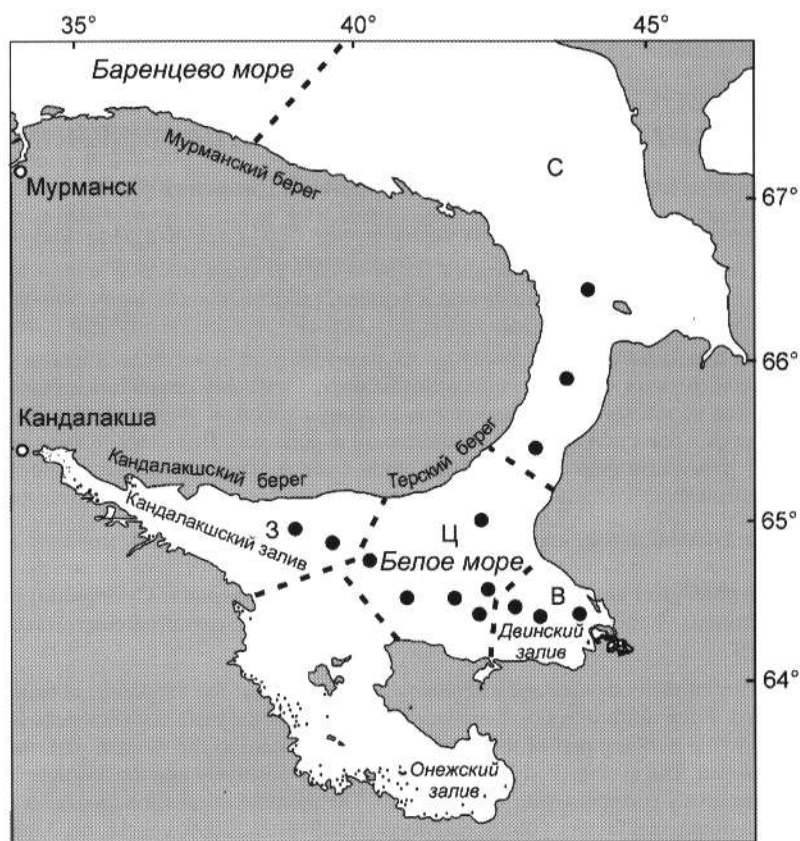 35° 40° 45°
Баренцево море
Мурманский берег
С
Мурманск
67°
66°
Кандалакша
Кандалакшский берег
Терский берег
Кандалакшский залив
З
Ц
65°
Белое море
В
Двинский
залив
64°
Онежский
залив